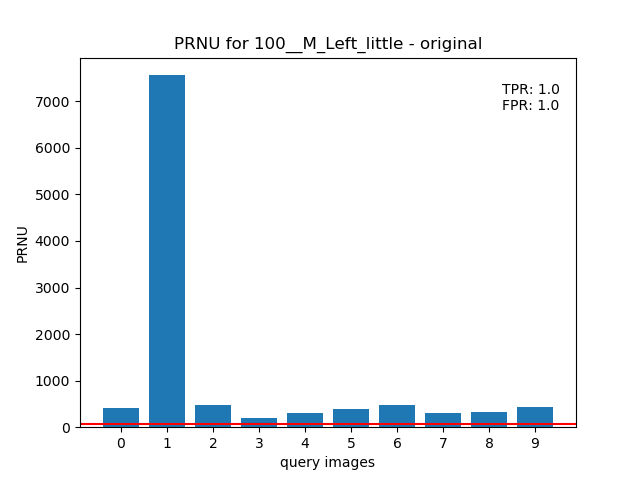 PRNU for 100__M_Left_little - original
TPR: 1.0
FPR: 1.0
7000
6000
5000
4000
3000
2000
1000
0
PRNU
0 1 2 3 4 5 6 7 8 9
query images